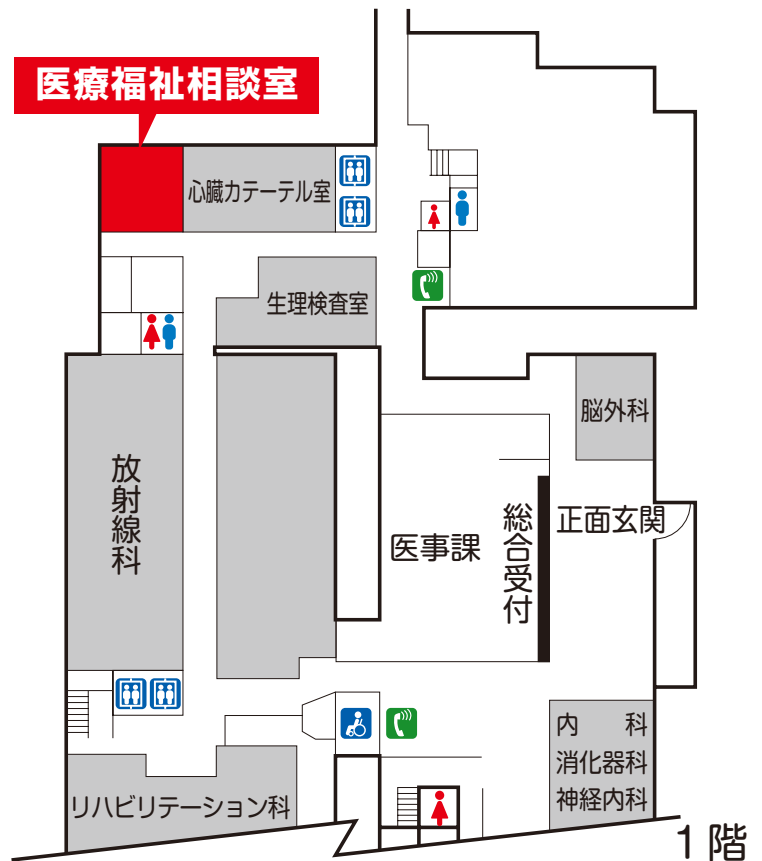 医療福祉相談室
心臓カテーテル室
生理検査室
脳外科
放射線科
医事課
総合受付
正面玄関
内　科
消化器科
神経内科
リハビリテーション科
1階